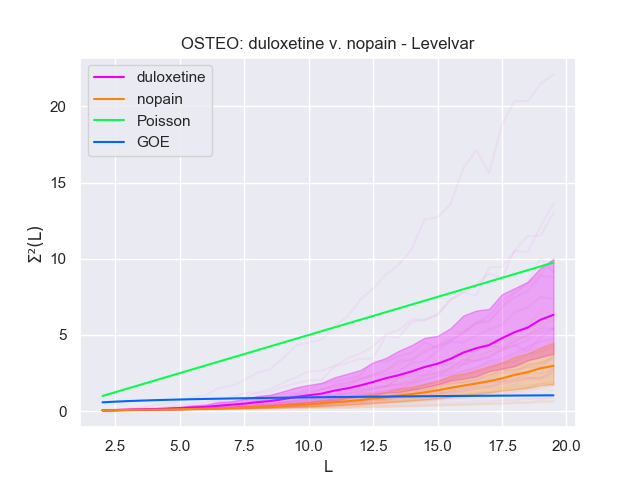 OSTEO: duloxetine v. nopain - Levelvar
duloxetine
nopain
Poisson
GOE
Σ²(L)
20
15
10
5
0
2.5 5.0 7.5 10.0 12.5 15.0 17.5 20.0
L